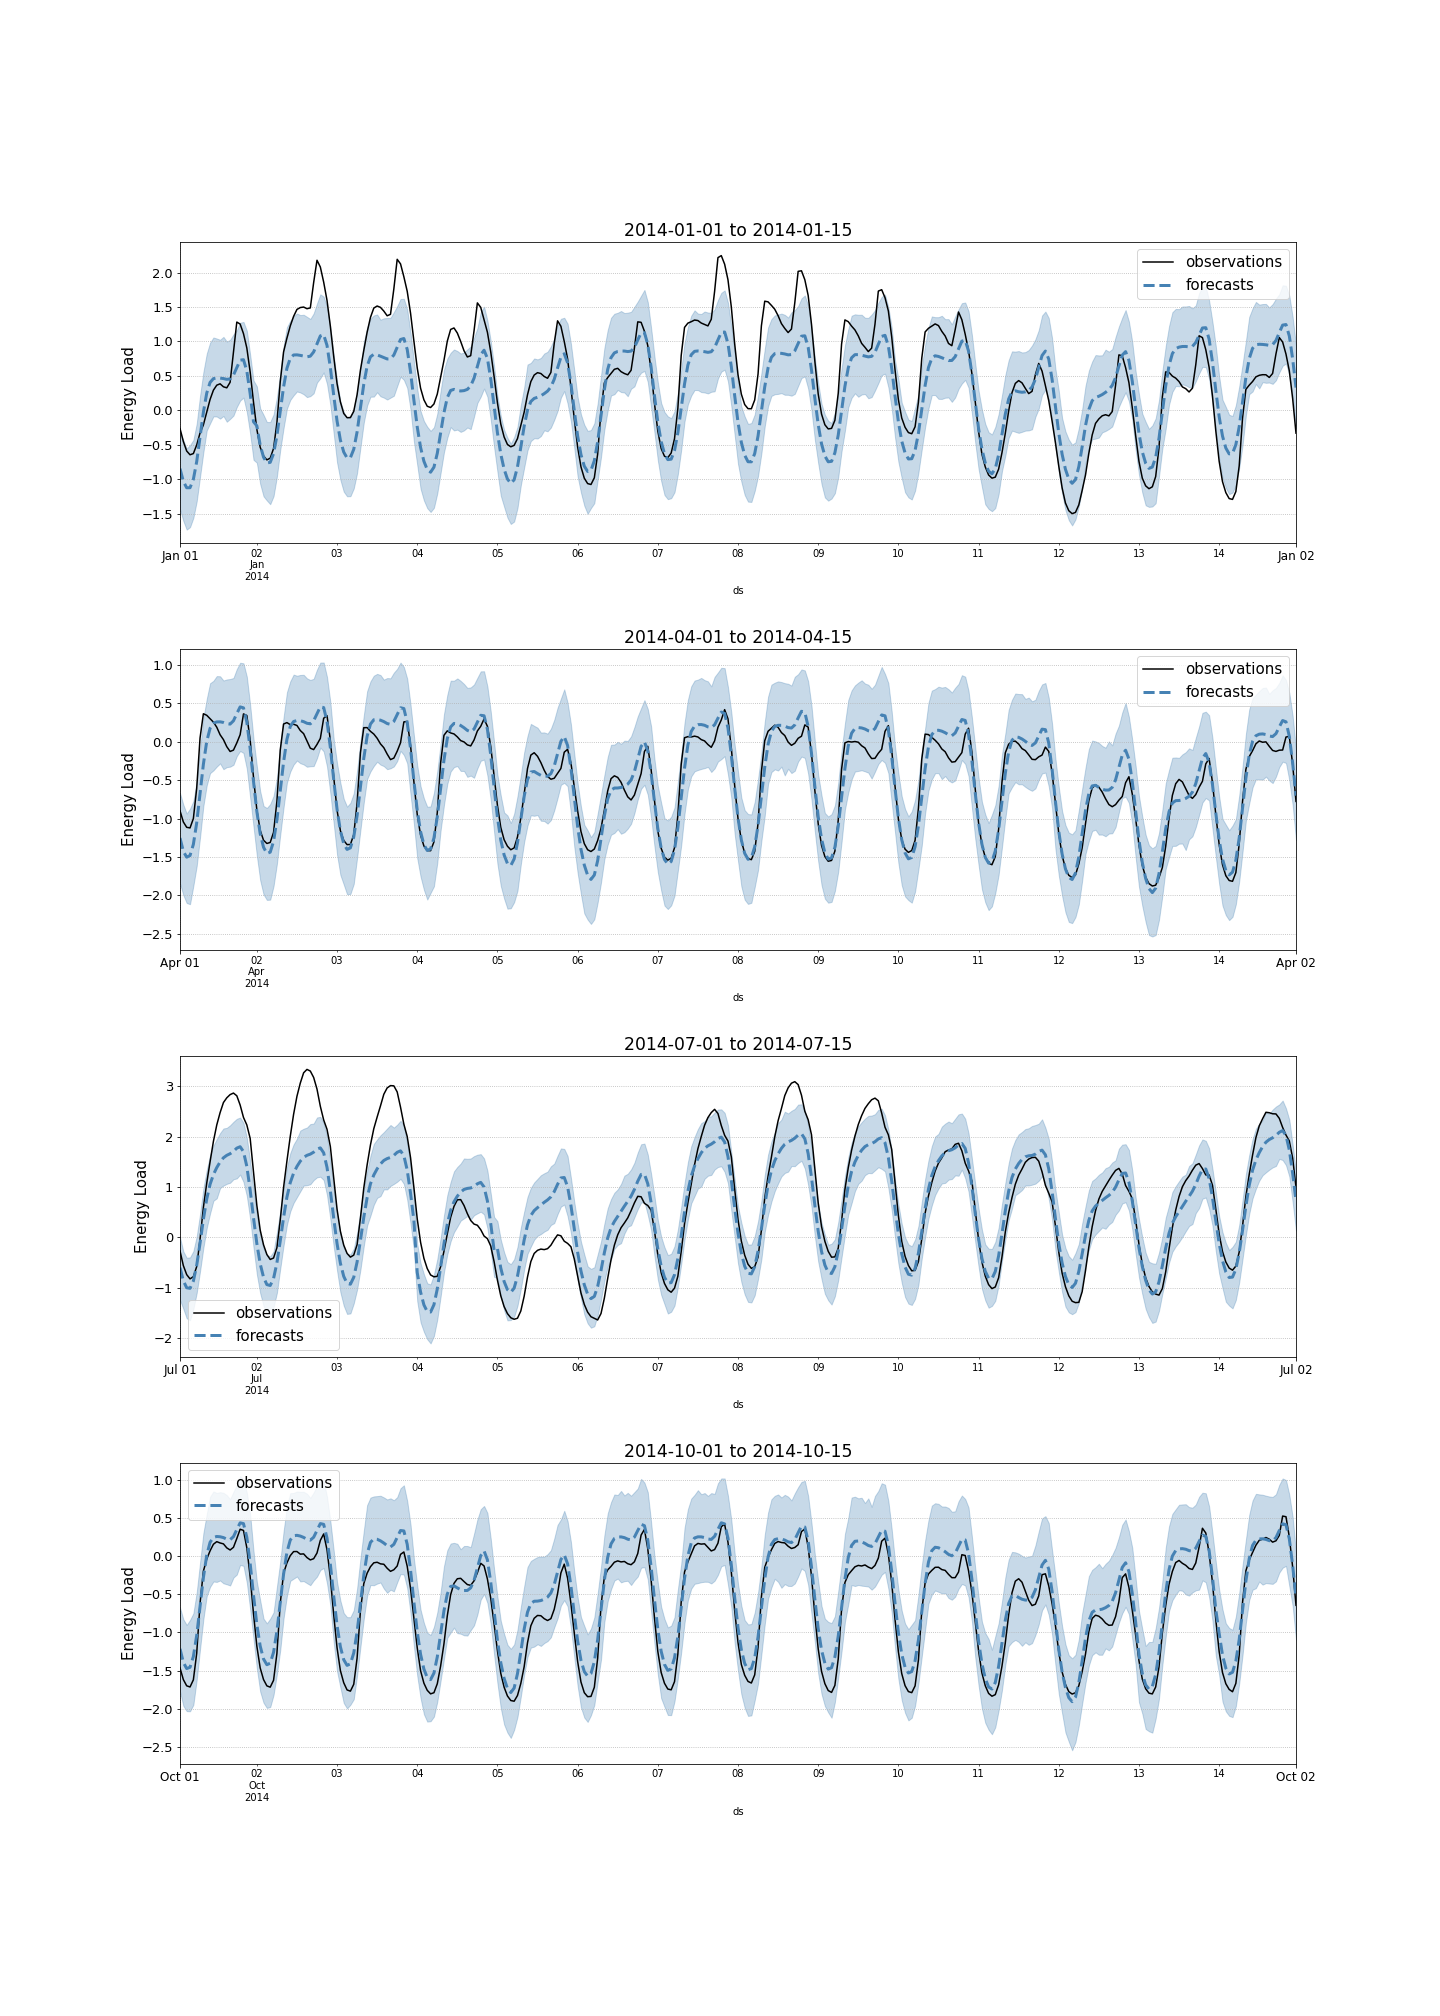 2014-01-01 to 2014-01-15
observations
forecasts
Energy Load
2.0
1.5
1.0
0.5
0.0
−0.5
−1.0
−1.5
Jan 01 02 03 04 05 06 07 08 09 10 11 12 13 14 Jan 02
Jan
2014
ds
2014-04-01 to 2014-04-15
observations
forecasts
Energy Load
1.0
0.5
0.0
−0.5
−1.0
−1.5
−2.0
−2.5
Apr 01 02 03 04 05 06 07 08 09 10 11 12 13 14 Apr 02
Apr
2014
ds
2014-07-01 to 2014-07-15
Energy Load
3
2
1
0
−1
−2
observations
forecasts
Jul 01 02 03 04 05 06 07 08 09 10 11 12 13 14 Jul 02
Jul
2014
ds
2014-10-01 to 2014-10-15
observations
forecasts
Energy Load
1.0
0.5
0.0
−0.5
−1.0
−1.5
−2.0
−2.5
Oct 01 02 03 04 05 06 07 08 09 10 11 12 13 14 Oct 02
Oct
2014
ds